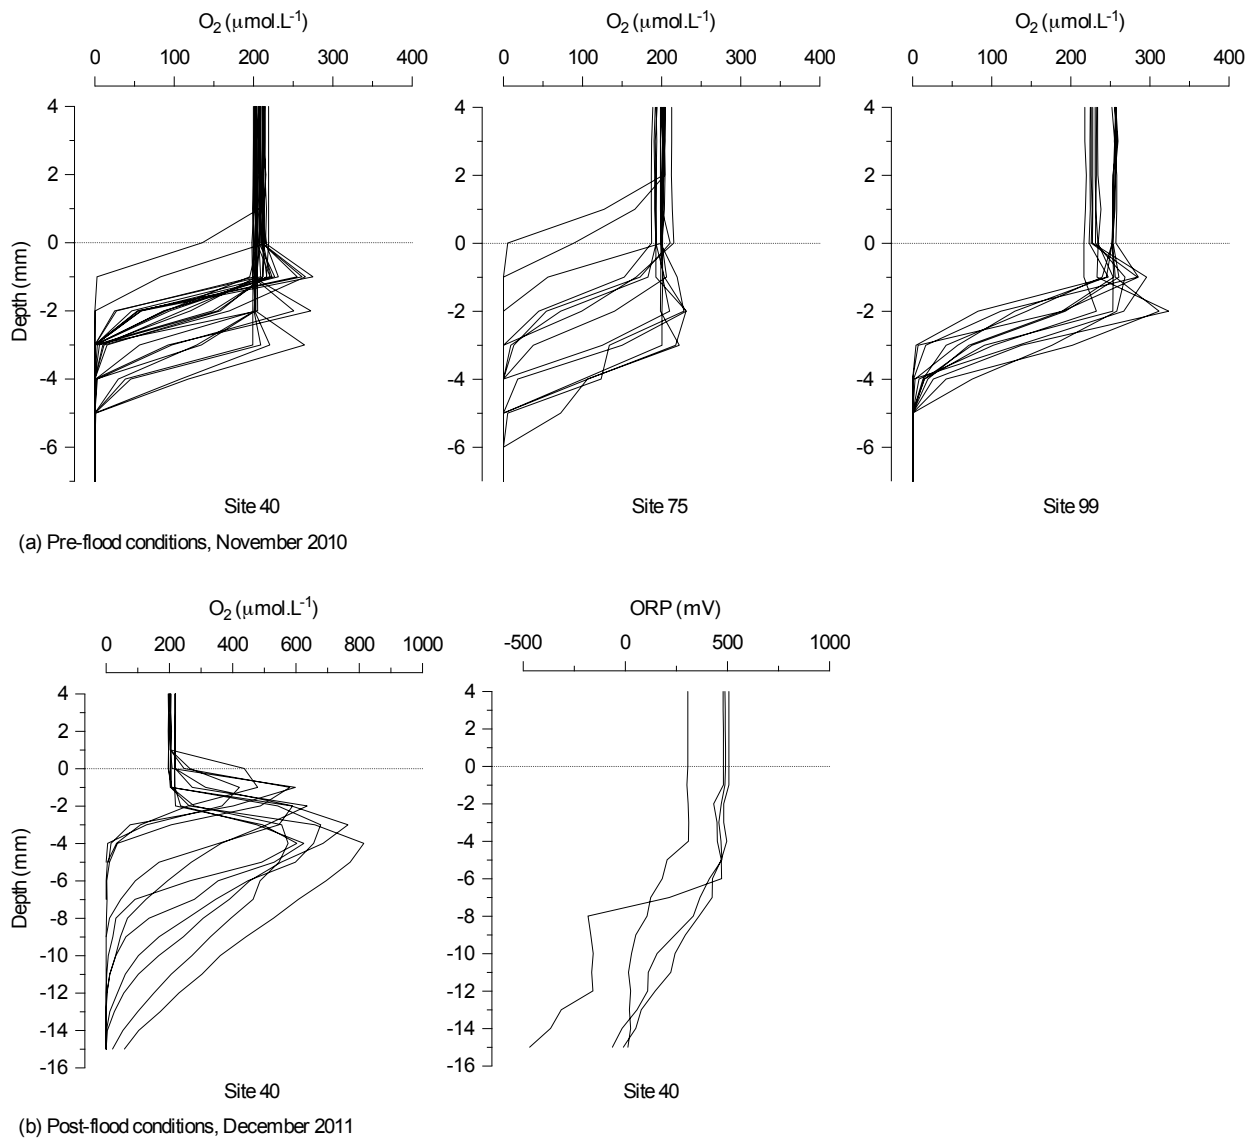 O₂ (μmol.L⁻¹) O₂ (μmol.L⁻¹) O₂ (μmol.L⁻¹)
0 100 200 300 400 0 100 200 300 400 0 100 200 300 400
4 4 4
2 2 2
0 0 0
-2 -2 -2
-4 -4 -4
-6 -6 -6
Depth (mm)
Site 40 Site 75 Site 99
(a) Pre-flood conditions, November 2010
O₂ (μmol.L⁻¹) ORP (mV)
0 200 400 600 800 1000 -500 0 500 1000
4 4
2 2
0 0
-2 -2
-4 -4
-6 -6
-8 -8
-10 -10
-12 -12
-14 -14
-16 -16
Depth (mm)
Site 40 Site 40
(b) Post-flood conditions, December 2011